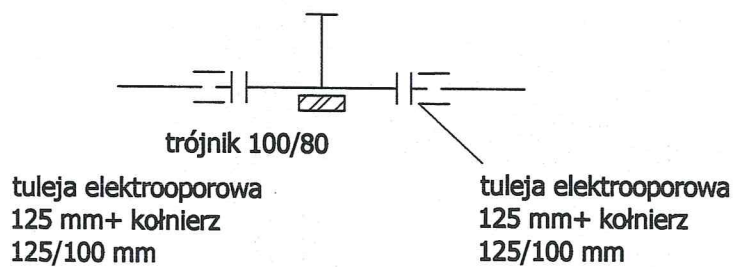 trójnik 100/80
tuleja elektrooporowa
125 mm+ kołnierz
125/100 mm
tuleja elektrooporowa
125 mm+ kołnierz
125/100 mm